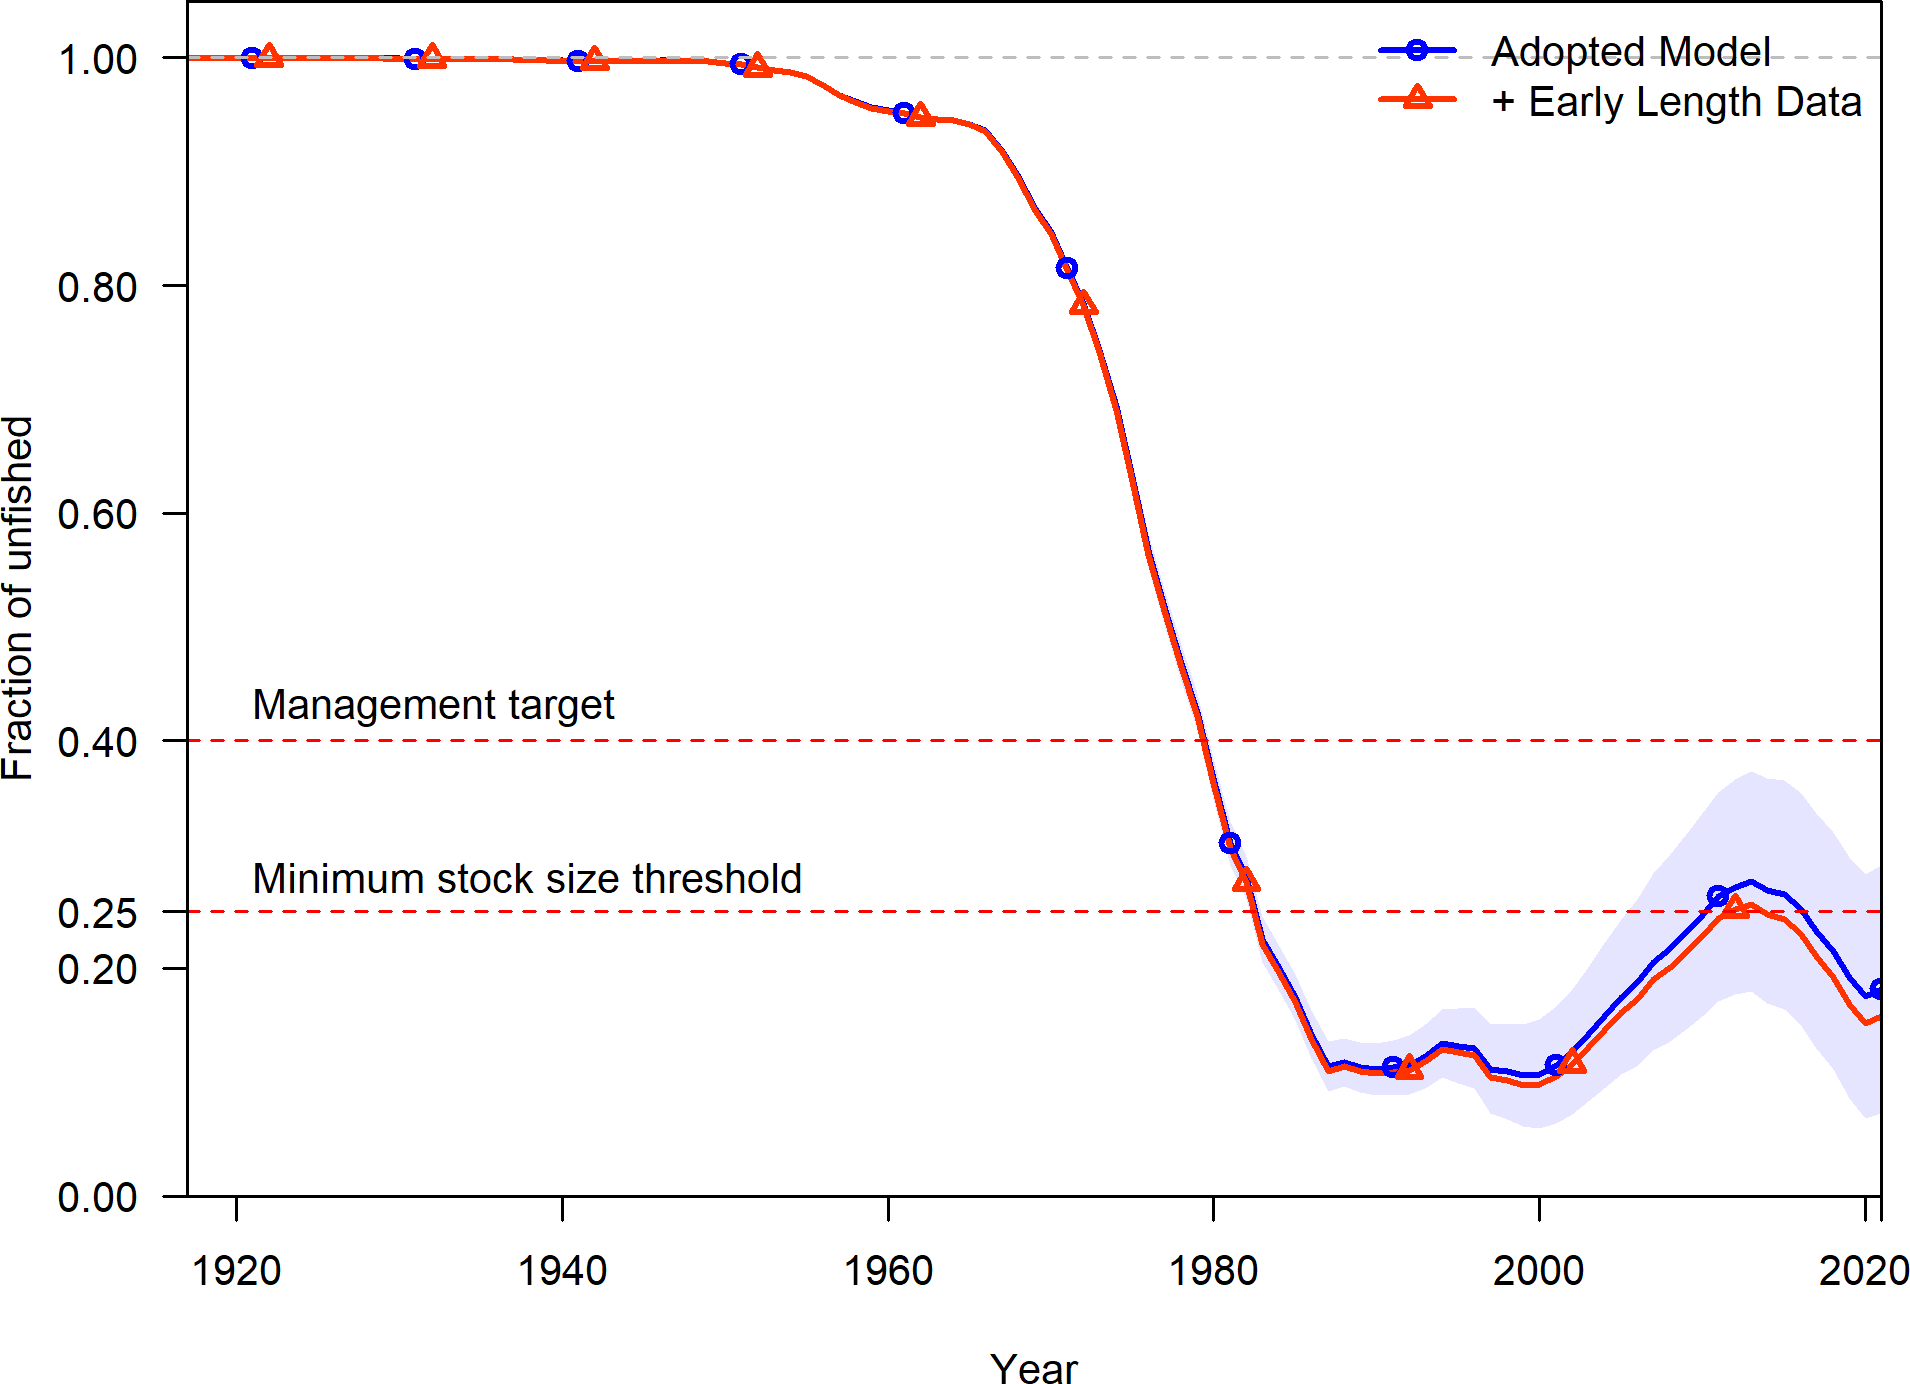 1.00
0.80
0.60
0.40
0.25
0.20
0.00
Fraction of unfished
Adopted Model
+ Early Length Data
Management target
Minimum stock size threshold
1920
1940
1960
1980
2000
2020
Year